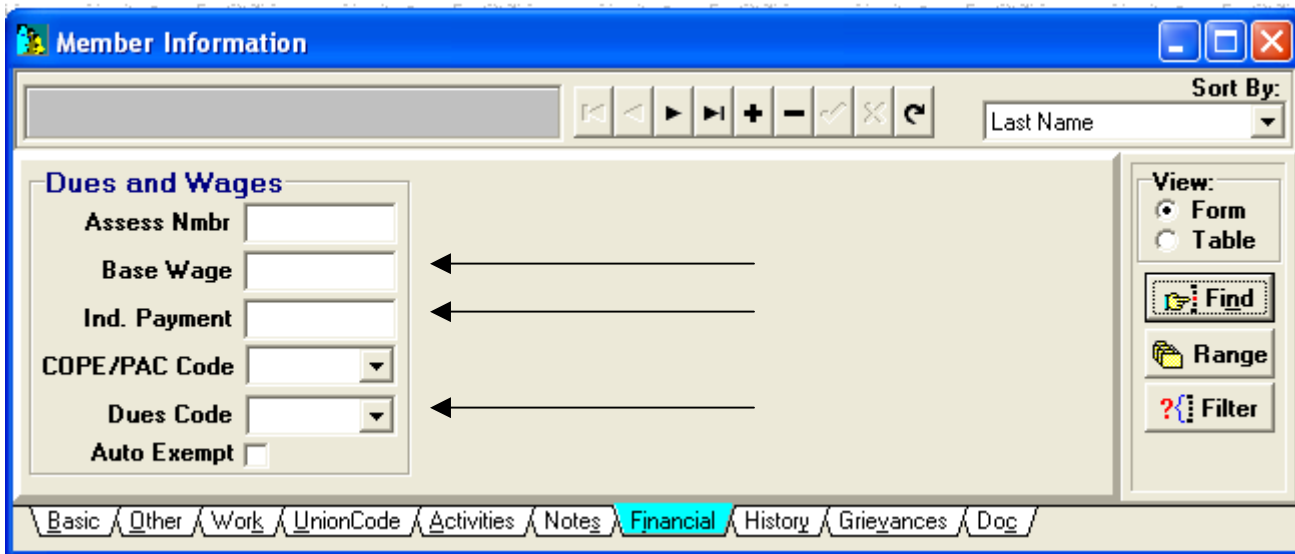 Member Information
Sort By:
Last Name
Dues and Wages
Assess Nmbr
Base Wage
Ind. Payment
COPE/PAC Code
Dues Code
Auto Exempt
View:
Form
Table
Find
Range
?{ Filter
Basic Other Work UnionCode Activities Notes Financial History Grievances Doc